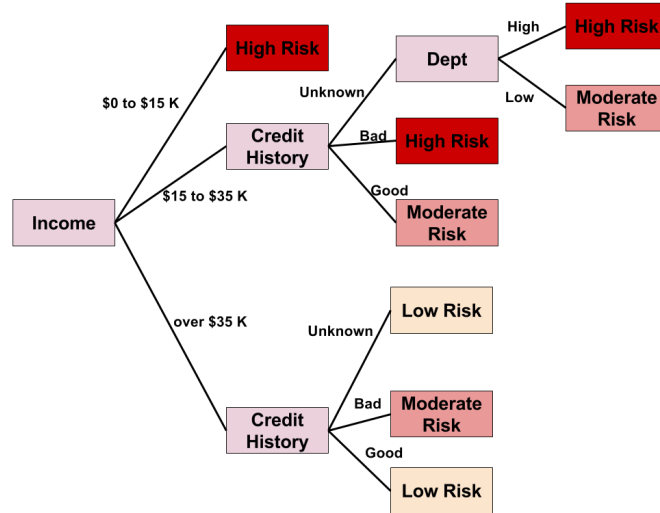 High
High Risk
High Risk
Dept
Unknown
Low
Moderate
Risk
$0 to $15 K
Credit
History
Bad
High Risk
$15 to $35 K
Good
Moderate
Risk
Income
Low Risk
over $35 K
Unknown
Bad
Moderate
Risk
Credit
History
Good
Low Risk